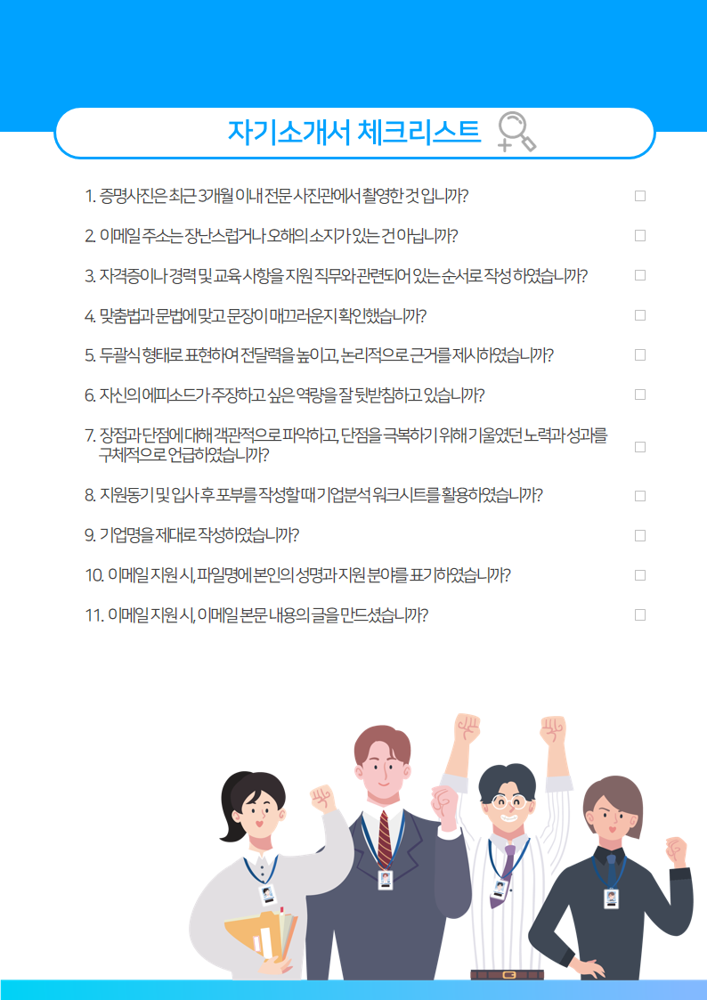 자기소개서 체크리스트
1. 증명사진은 최근 3개월 이내 전문 사진관에서 촬영한 것 입니까?
2. 이메일 주소는 장난스럽거나 오해의 소지가 있는 건 아닙니까?
3. 자격증이나 경력 및 교육 사항을 지원 직무와 관련되어 있는 순서로 작성 하였습니까?
4. 맞춤법과 문법에 맞고 문장이 매끄러운지 확인했습니까?
5. 두괄식 형태로 표현하여 전달력을 높이고, 논리적으로 근거를 제시하였습니까?
6. 자신의 에피소드가 주장하고 싶은 역량을 잘 뒷받침하고 있습니까?
7. 장점과 단점에 대해 객관적으로 파악하고, 단점을 극복하기 위해 기울였던 노력과 성과를
구체적으로 언급하였습니까?
8. 지원동기 및 입사 후 포부를 작성할 때 기업분석 워크시트를 활용하였습니까?
9. 기업명을 제대로 작성하였습니까?
10. 이메일 지원 시, 파일명에 본인의 성명과 지원 분야를 표기하였습니까?
11. 이메일 지원 시, 이메일 본문 내용의 글을 만드셨습니까?